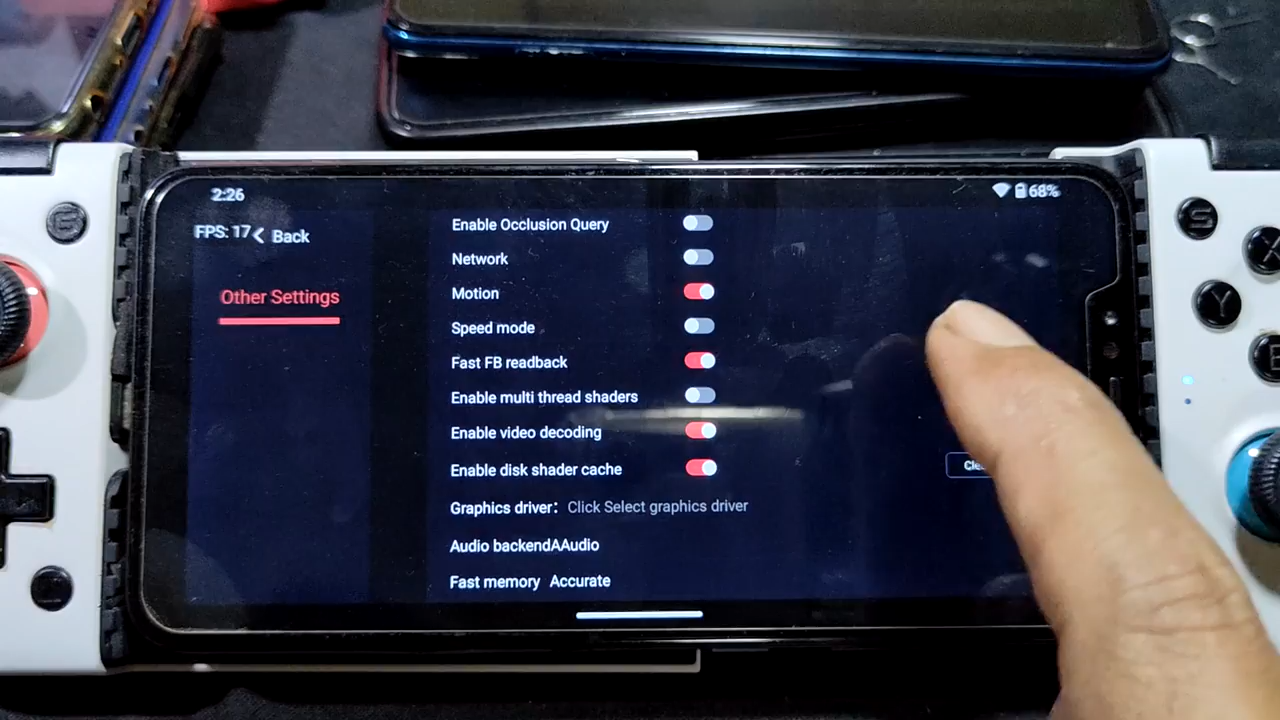 2:26
68%
FPS: 17
Back
Other Settings
Enable Occlusion Query
Network
Motion
Speed mode
Fast FB readback
Enable multi thread shaders
Enable video decoding
Enable disk shader cache
Graphics driver: Click Select graphics driver
Audio backendAAudio
Fast memory Accurate
S
X
Y